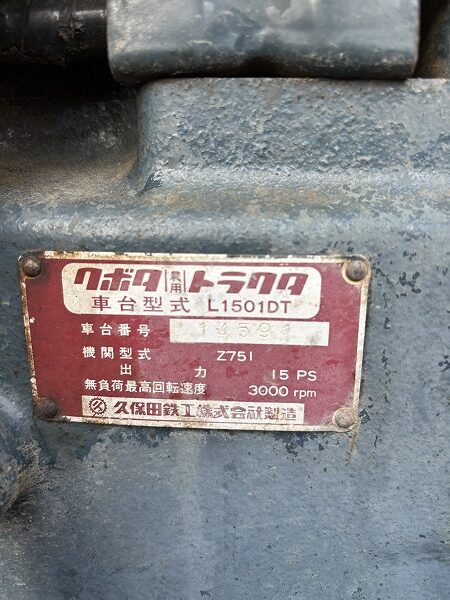 クボタ農用トラクタ
車台型式 L1501DT
車台番号 14591
機関型式 Z751
出力 15 PS
無負荷最高回転速度 3000 rpm
久保田鉄工株式会社製造